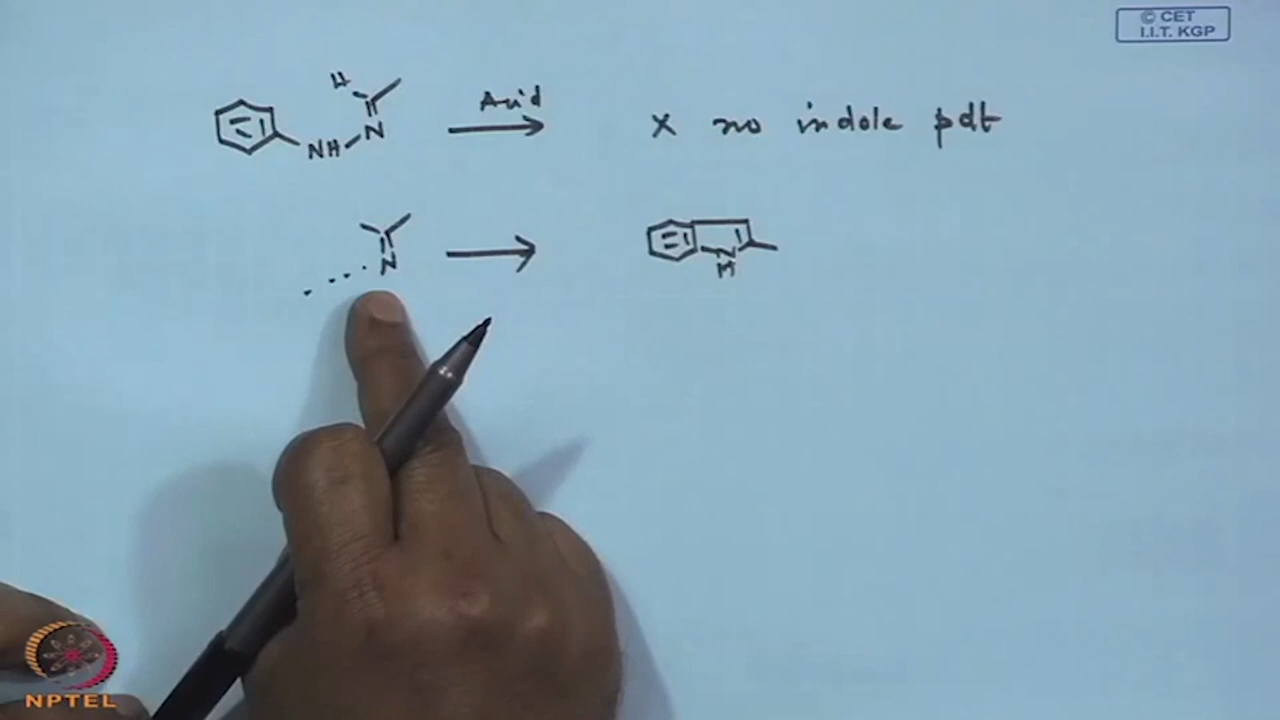 © CET
I.I.T. KGP
H
Acid
N
NH
X no indole pdt
N
N
H
NPTEL